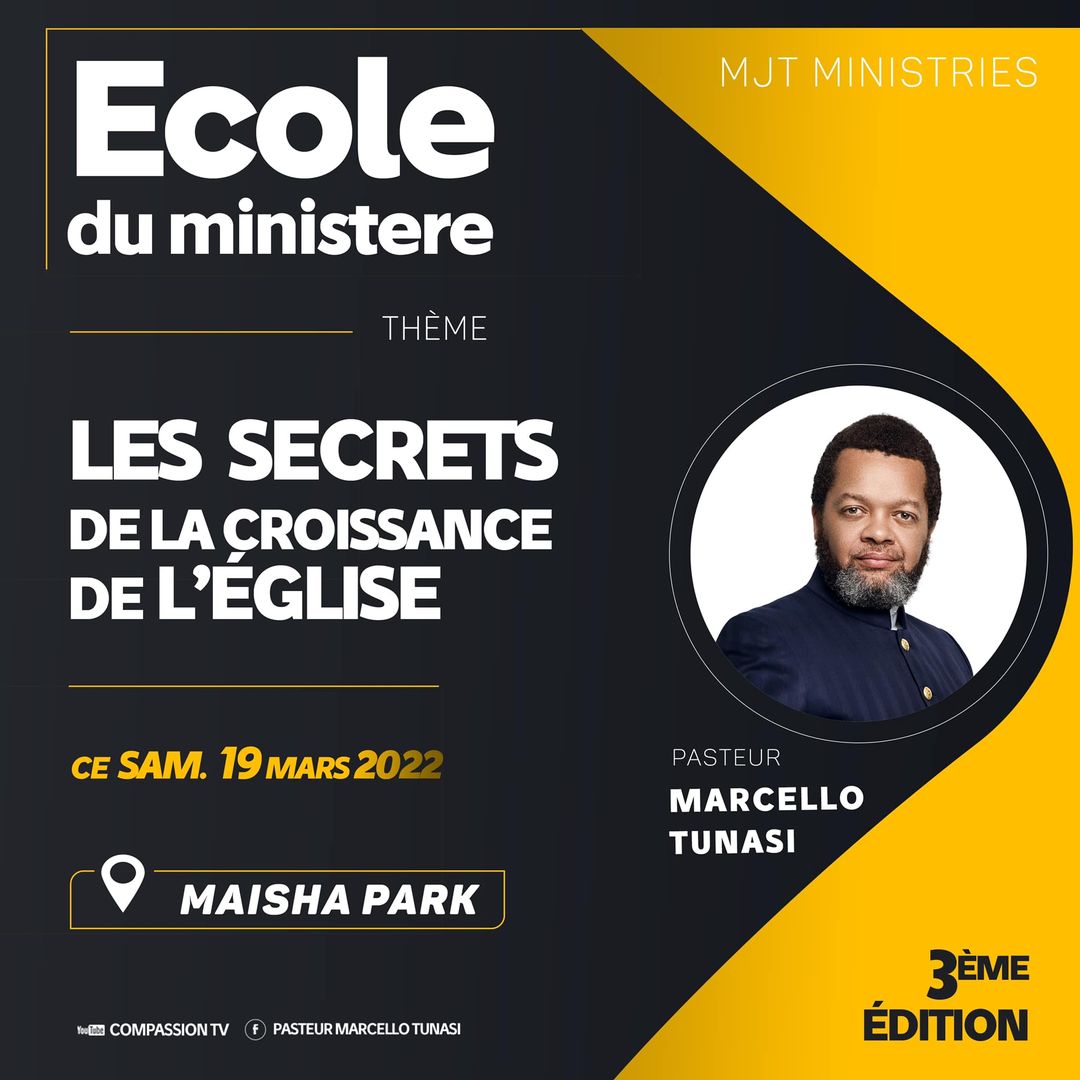 MJT MINISTRIES
Ecole
du ministere
THÈME
LES SECRETS
DE LA CROISSANCE
DE L'ÉGLISE
CE SAM. 19 MARS 2022
PASTEUR
MARCELLO
TUNASI
MAISHA PARK
3ÈME
ÉDITION
YouTube COMPASSION TV f PASTEUR MARCELLO TUNASI